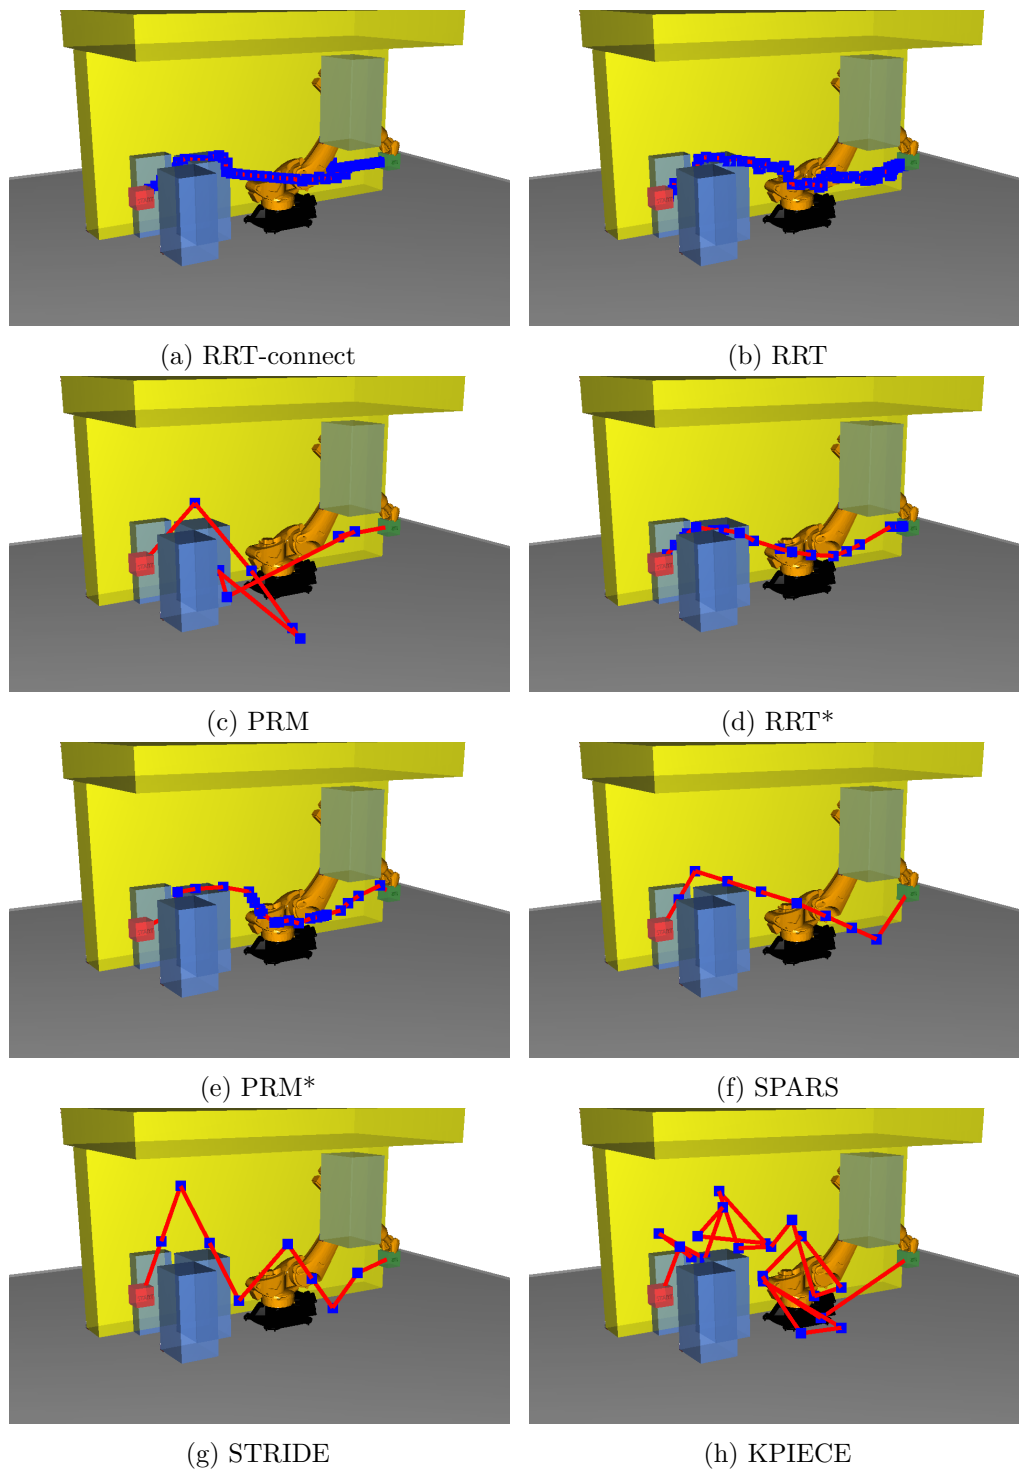 (a) RRT-connect
(b) RRT
(c) PRM
(d) RRT*
(e) PRM*
(f) SPARS
(g) STRIDE
(h) KPIECE